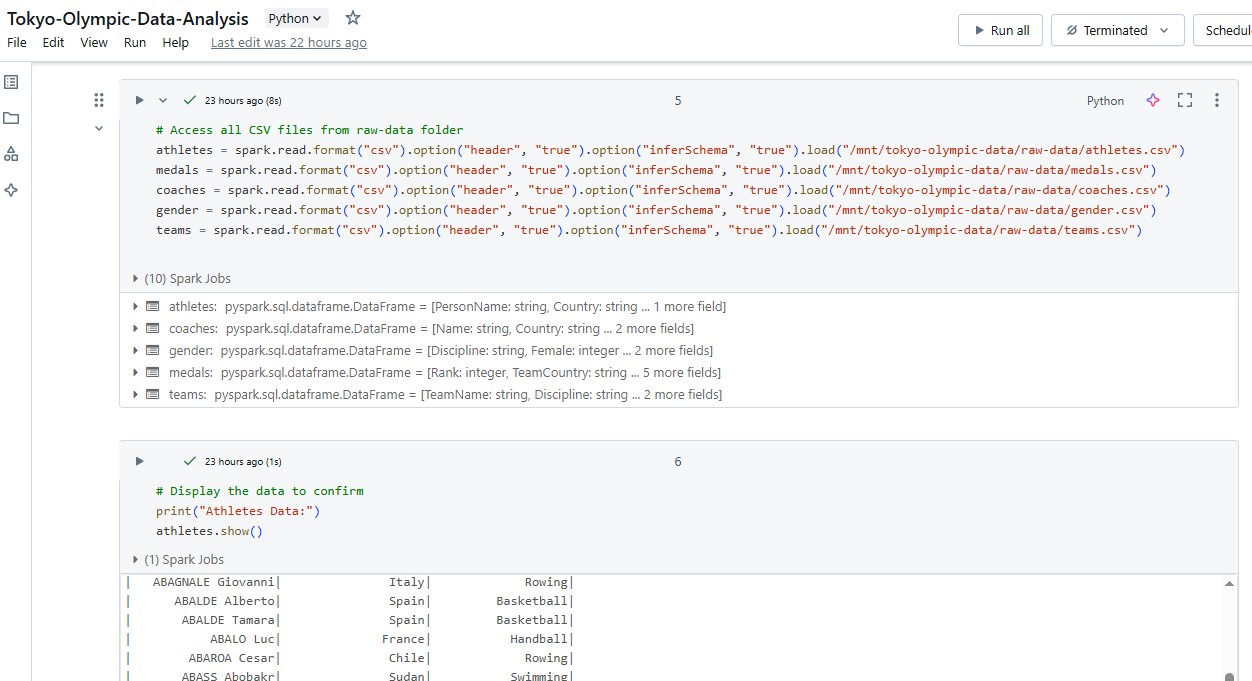 Tokyo-Olympic-Data-Analysis Python
File Edit View Run Help Last edit was 22 hours ago
Run all Terminated
23 hours ago (8s) 5 Python
# Access all CSV files from raw-data folder
athletes = spark.read.format("csv").option("header", "true").option("inferSchema", "true").load("/mnt/tokyo-olympic-data/raw-data/athletes.csv")
medals = spark.read.format("csv").option("header", "true").option("inferSchema", "true").load("/mnt/tokyo-olympic-data/raw-data/medals.csv")
coaches = spark.read.format("csv").option("header", "true").option("inferSchema", "true").load("/mnt/tokyo-olympic-data/raw-data/coaches.csv")
gender = spark.read.format("csv").option("header", "true").option("inferSchema", "true").load("/mnt/tokyo-olympic-data/raw-data/gender.csv")
teams = spark.read.format("csv").option("header", "true").option("inferSchema", "true").load("/mnt/tokyo-olympic-data/raw-data/teams.csv")
(10) Spark Jobs
athletes: pyspark.sql.dataframe.DataFrame = [PersonName: string, Country: string ... 1 more field]
coaches: pyspark.sql.dataframe.DataFrame = [Name: string, Country: string ... 2 more fields]
gender: pyspark.sql.dataframe.DataFrame = [Discipline: string, Female: integer ... 2 more fields]
medals: pyspark.sql.dataframe.DataFrame = [Rank: integer, TeamCountry: string ... 5 more fields]
teams: pyspark.sql.dataframe.DataFrame = [TeamName: string, Discipline: string ... 2 more fields]
23 hours ago (1s) 6
# Display the data to confirm
print("Athletes Data:")
athletes.show()
(1) Spark Jobs
| ABAGNALE Giovanni| Italy| Rowing|
| ABALDE Alberto| Spain| Basketball|
| ABALDE Tamara| Spain| Basketball|
| ABALO Luc| France| Handball|
| ABAROA Cesar| Chile| Rowing|
| ABASS Abobakr| Sudan| Swimming|